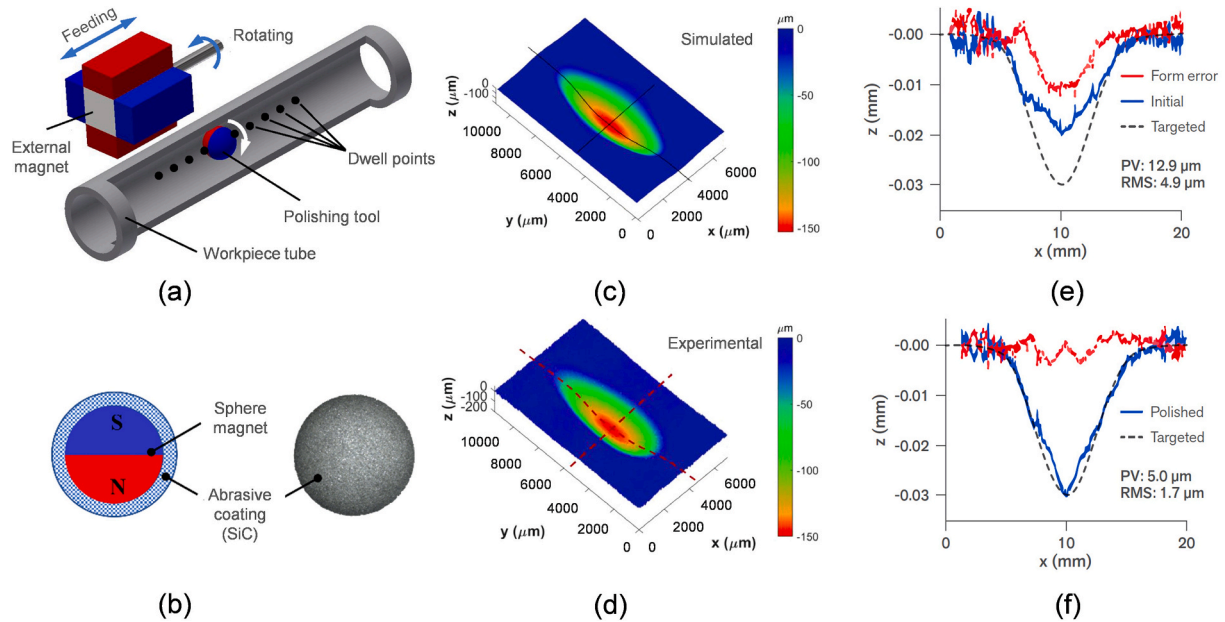 Feeding
Rotating
External
magnet
Dwell points
Polishing tool
Workpiece tube
(a)
S
N
Sphere
magnet
Abrasive
coating
(SiC)
(b)
μm
Simulated
0
-50
-100
-150
z (μm)
0
-100
10000
8000
6000
4000
2000
0
y (μm)
6000
4000
2000
0
x (μm)
(c)
μm
Experimental
0
-50
-100
-150
z (μm)
0
-100
-200
10000
8000
6000
4000
2000
0
y (μm)
6000
4000
2000
0
x (μm)
(d)
-0.00
-0.01
-0.02
-0.03
z (mm)
Form error
Initial
Targeted
PV: 12.9 μm
RMS: 4.9 μm
0
10
20
x (mm)
(e)
-0.00
-0.01
-0.02
-0.03
z (mm)
Polished
Targeted
PV: 5.0 μm
RMS: 1.7 μm
0
10
20
x (mm)
(f)